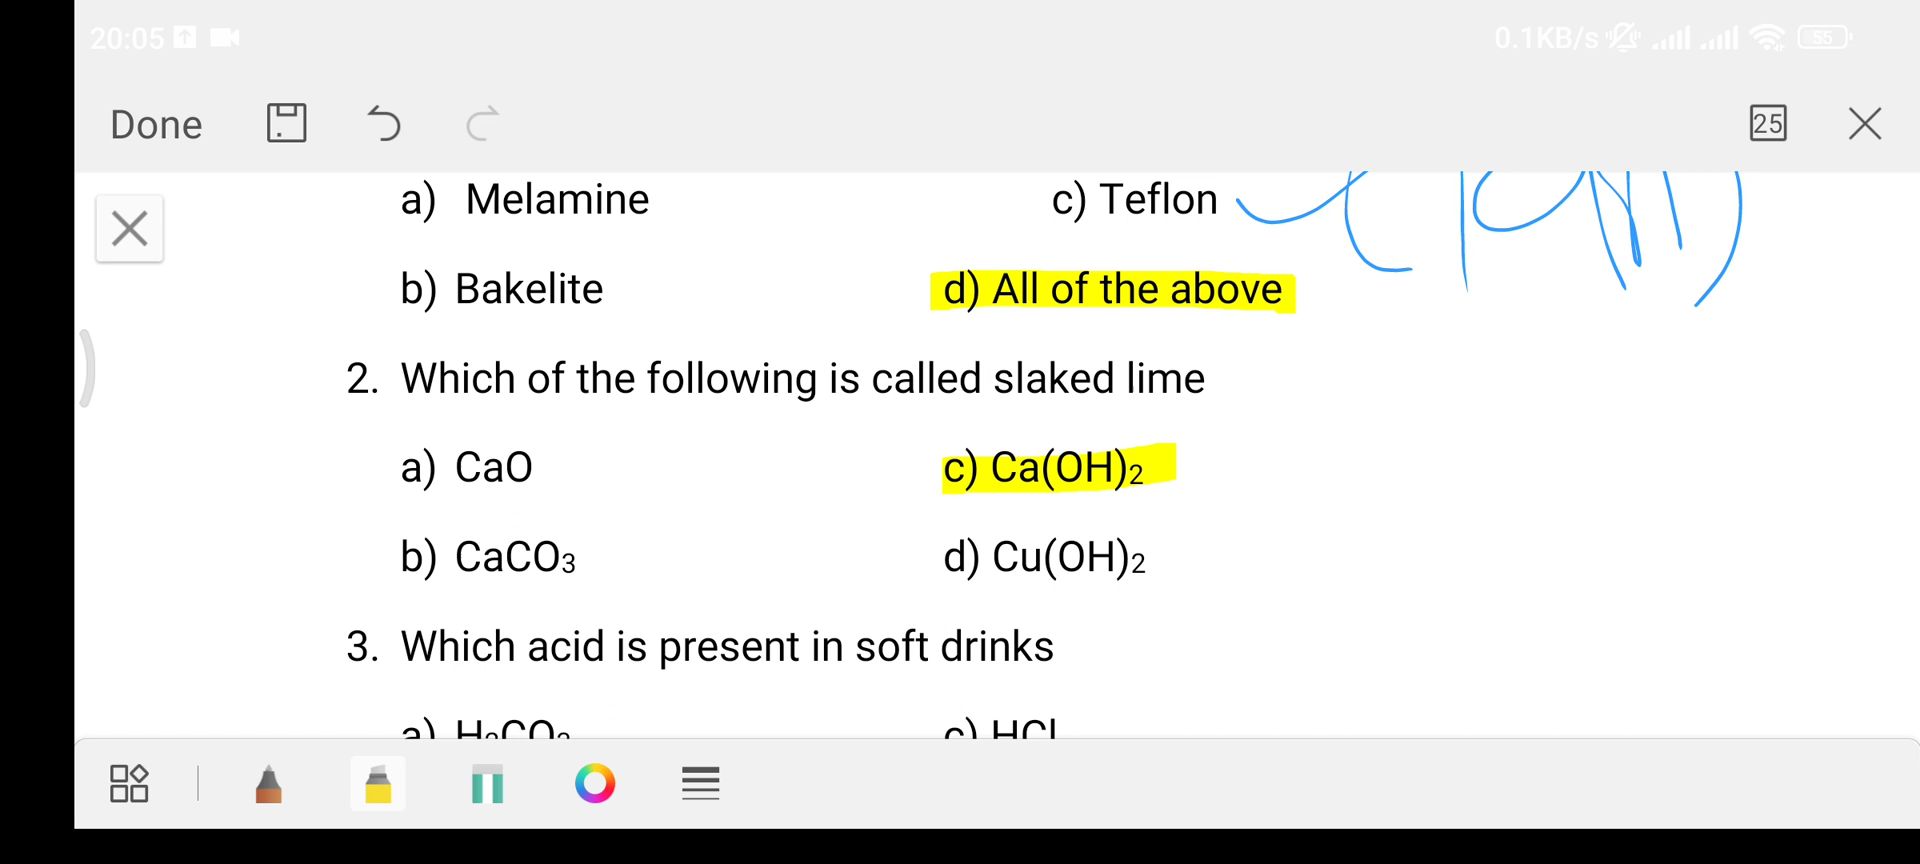 20:05 0.1KB/s 55
Done 25
a) Melamine c) Teflon
b) Bakelite d) All of the above
2. Which of the following is called slaked lime
a) CaO c) Ca(OH)2
b) CaCO3 d) Cu(OH)2
3. Which acid is present in soft drinks
a) H2CO3 c) HCl